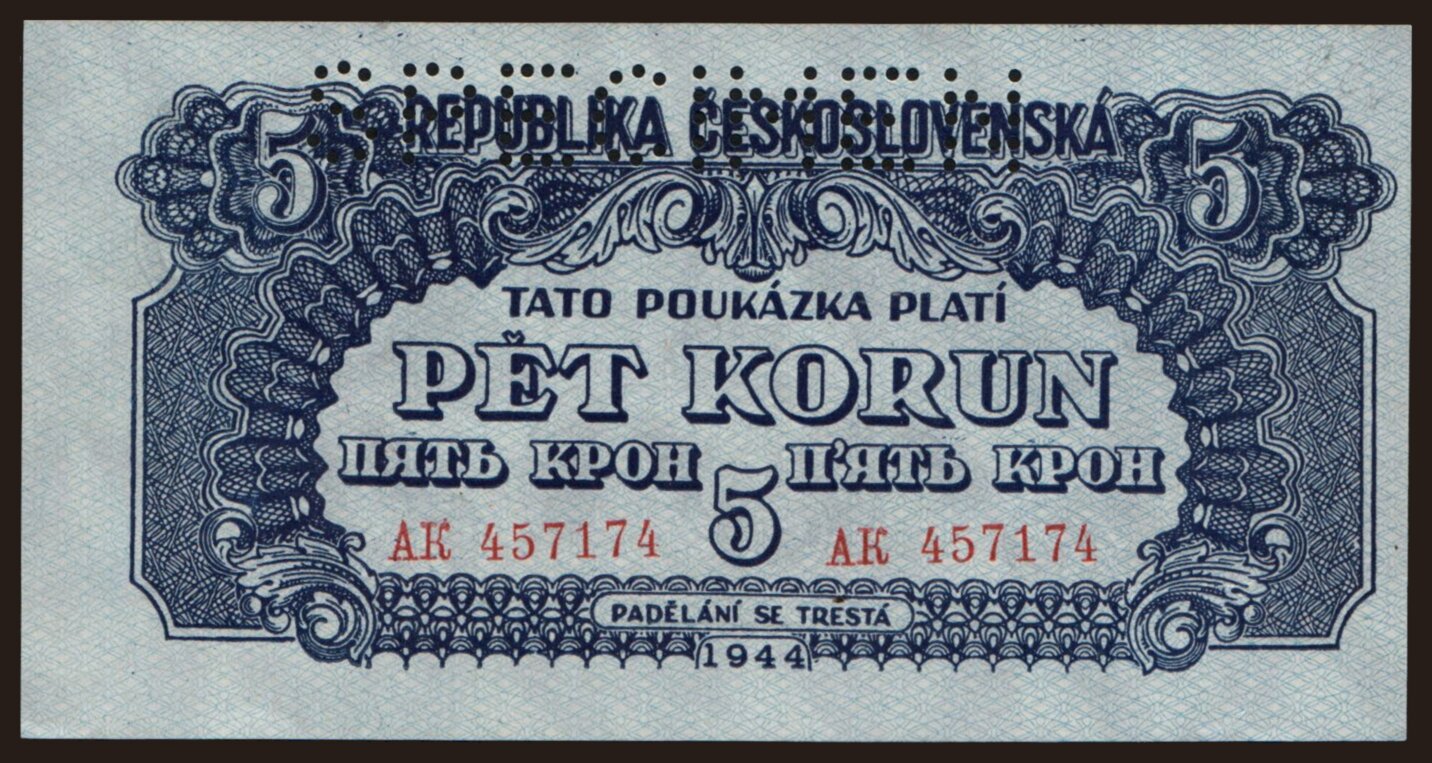 SPECIMEN
REPUBLIKA ČESKOSLOVENSKÁ
5 5
TATO POUKÁZKA PLATÍ
PĚT KORUN
ПЯТЬ КРОН П'ЯТЬ КРОН
5
АК 457174 АК 457174
PADĚLÁNÍ SE TRESTÁ
1944